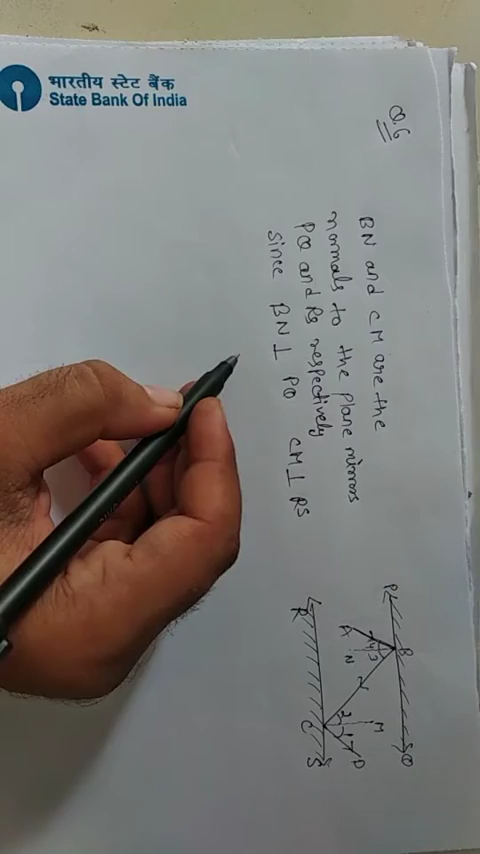 भारतीय स्टेट बैंक
State Bank Of India
Q.6
BN and CM are the
normals to the plane mirrors
PQ and RS respectively
since BN ⊥ PQ CM ⊥ RS
P B Q
A N M D
R C S